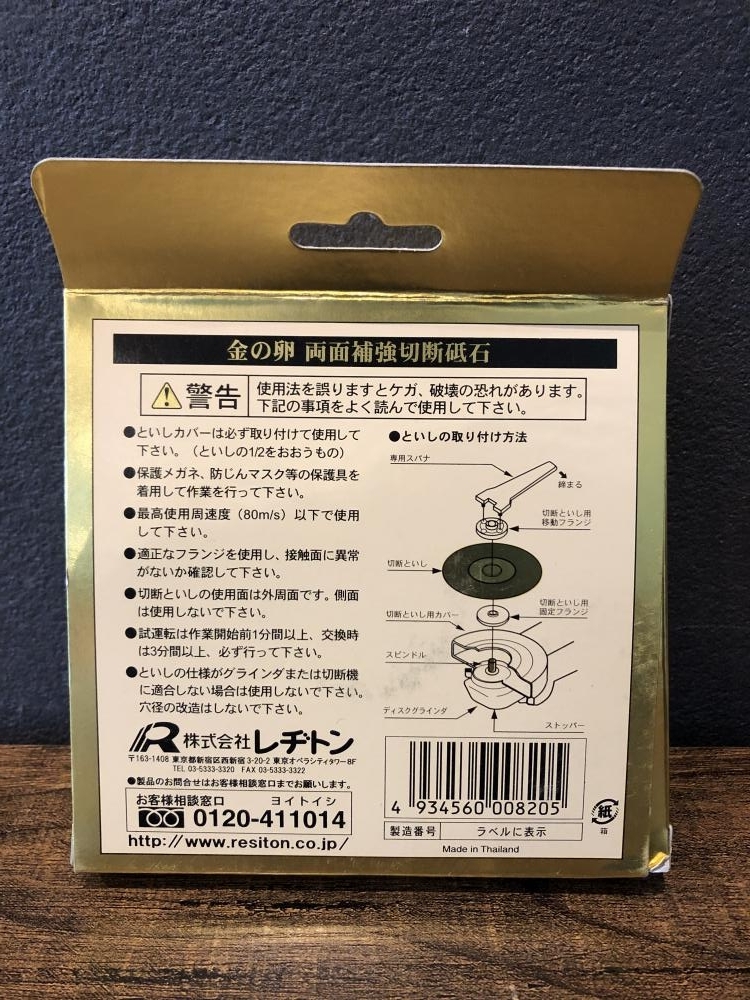 金の卵 両面補強切断砥石
警告
使用法を誤りますとケガ、破壊の恐れがあります。
下記の事項をよく読んで使用して下さい。
●といしカバーは必ず取り付けて使用して
下さい。（といしの1/2をおおうもの）
●保護メガネ、防じんマスク等の保護具を
着用して作業を行って下さい。
●最高使用周速度（80m/s）以下で使用
して下さい。
●適正なフランジを使用し、接触面に異常
がないか確認して下さい。
●切断といしの使用面は外周面です。側面
は使用しないで下さい。
●試運転は作業開始前1分間以上、交換時
は3分間以上、必ず行って下さい。
●といしの仕様がグラインダまたは切断機
に適合しない場合は使用しないで下さい。
穴径の改造はしないで下さい。
●といしの取り付け方法
専用スパナ
締まる
切断といし用
移動フランジ
切断といし
切断といし用
固定フランジ
切断といし用カバー
スピンドル
ディスクグラインダ
ストッパー
株式会社レヂトン
〒163-1408 東京都新宿区西新宿3-20-2 東京オペラシティタワー8F
TEL 03-5333-3320 FAX 03-5333-3322
●製品のお問合せはお客様相談窓口までお願いします。
お客様相談窓口 ヨイトイシ
0120-411014
http://www.resiton.co.jp/
4 934560 008205
製造番号 ラベルに表示
Made in Thailand
紙
箱